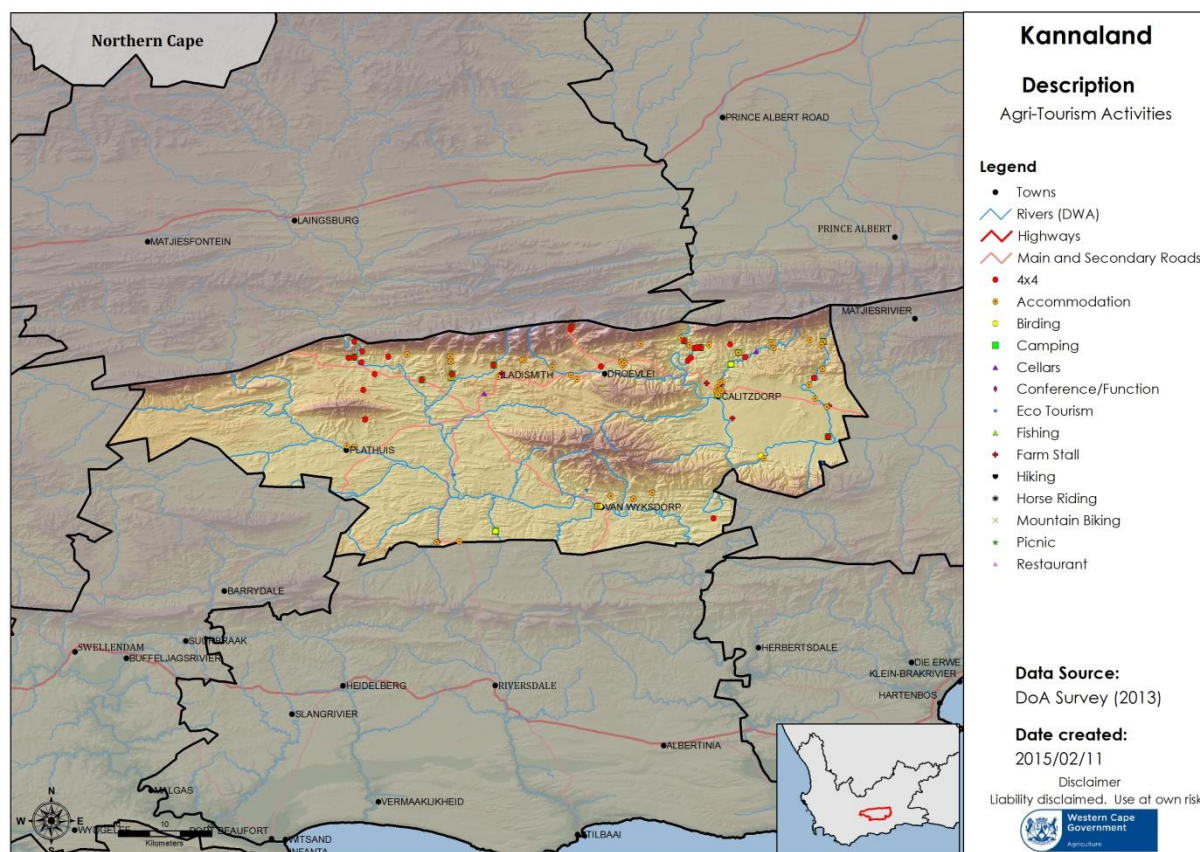 Northern Cape
PRINCE ALBERT ROAD
LAINGSBURG
MATJIESFONTEIN
PRINCE ALBERT
MATJIESRIVIER
LADISMITH
DROEVLEI
CALITZDORP
PLATHUIS
VAN WYKSDORP
BARRYDALE
SUURBRAAK
SWELLENDAM
BUFFELJAGSRIVIER
HERBERTSDALE
DIE ERWE
KLEIN-BRAKRIVIER
HARTENBOS
HEIDELBERG
RIVERSDALE
SLANGRIVIER
ALBERTINIA
MALGAS
VERMAAKLIKHEID
PORT BEAUFORT
WITSAND
INFANTA
STILBAAI
N
W
E
S
10
Kilometers
Kannaland
Description
Agri-Tourism Activities
Legend
Towns
Rivers (DWA)
Highways
Main and Secondary Roads
4x4
Accommodation
Birding
Camping
Cellars
Conference/Function
Eco Tourism
Fishing
Farm Stall
Hiking
Horse Riding
Mountain Biking
Picnic
Restaurant
Data Source:
DoA Survey (2013)
Date created:
2015/02/11
Disclaimer
Liability disclaimed. Use at own risk
Western Cape
Government
Agriculture